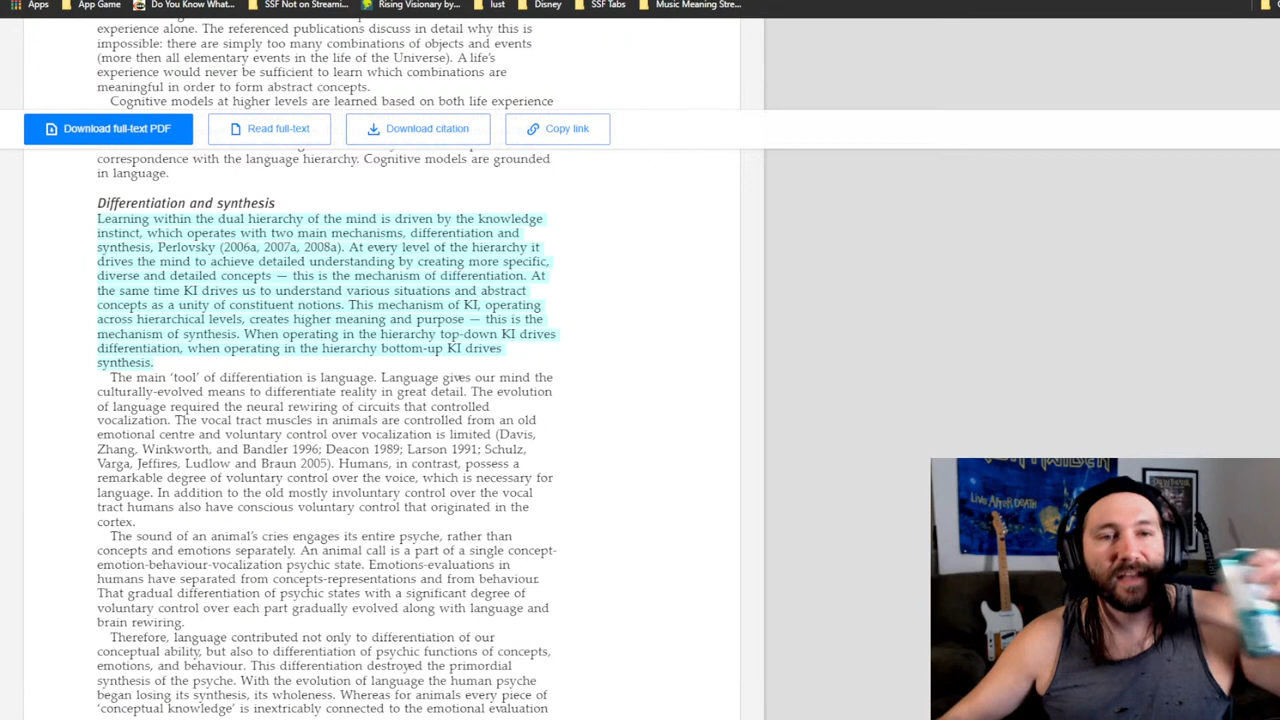 Apps
App Game
Do You Know What...
SSF Not on Streami...
Rising Visionary by...
lust
Disney
SSF Tabs
Music Meaning Stre...
experience alone. The referenced publications discuss in detail why this is
impossible: there are simply too many combinations of objects and events
(more then all elementary events in the life of the Universe). A life's
experience would never be sufficient to learn which combinations are
meaningful in order to form abstract concepts.
Cognitive models at higher levels are learned based on both life experience
Download full-text PDF
Read full-text
Download citation
Copy link
correspondence with the language hierarchy. Cognitive models are grounded
in language.
Differentiation and synthesis
Learning within the dual hierarchy of the mind is driven by the knowledge
instinct, which operates with two main mechanisms, differentiation and
synthesis, Perlovsky (2006a, 2007a, 2008a). At every level of the hierarchy it
drives the mind to achieve detailed understanding by creating more specific,
diverse and detailed concepts — this is the mechanism of differentiation. At
the same time KI drives us to understand various situations and abstract
concepts as a unity of constituent notions. This mechanism of KI, operating
across hierarchical levels, creates higher meaning and purpose — this is the
mechanism of synthesis. When operating in the hierarchy top-down KI drives
differentiation, when operating in the hierarchy bottom-up KI drives
synthesis.
The main 'tool' of differentiation is language. Language gives our mind the
culturally-evolved means to differentiate reality in great detail. The evolution
of language required the neural rewiring of circuits that controlled
vocalization. The vocal tract muscles in animals are controlled from an old
emotional centre and voluntary control over vocalization is limited (Davis,
Zhang, Winkworth, and Bandler 1996; Deacon 1989; Larson 1991; Schulz,
Varga, Jeffires, Ludlow and Braun 2005). Humans, in contrast, possess a
remarkable degree of voluntary control over the voice, which is necessary for
language. In addition to the old mostly involuntary control over the vocal
tract humans also have conscious voluntary control that originated in the
cortex.
The sound of an animal's cries engages its entire psyche, rather than
concepts and emotions separately. An animal call is a part of a single concept-
emotion-behaviour-vocalization psychic state. Emotions-evaluations in
humans have separated from concepts-representations and from behaviour.
That gradual differentiation of psychic states with a significant degree of
voluntary control over each part gradually evolved along with language and
brain rewiring.
Therefore, language contributed not only to differentiation of our
conceptual ability, but also to differentiation of psychic functions of concepts,
emotions, and behaviour. This differentiation destroyed the primordial
synthesis of the psyche. With the evolution of language the human psyche
began losing its synthesis, its wholeness. Whereas for animals every piece of
'conceptual knowledge' is inextricably connected to the emotional evaluation
LIVE AFTER DEATH